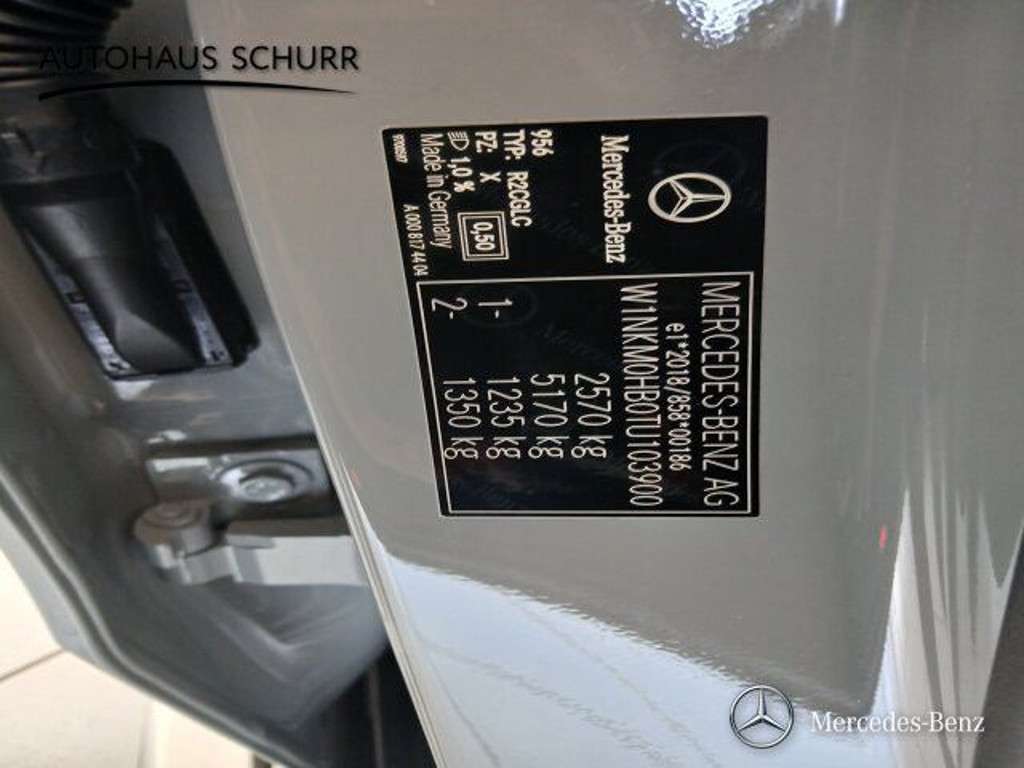 AUTOHAUS SCHURR
Mercedes-Benz
956
TYP: R2CGLC
PZ: X
1,0 %
0,50
Made in Germany
9700507
A 000 817 44 04
MERCEDES-BENZ AG
e1*2018/858*00186
W1NKM0HB0TU103900
2570 kg
5170 kg
1- 1235 kg
2- 1350 kg
Mercedes-Benz